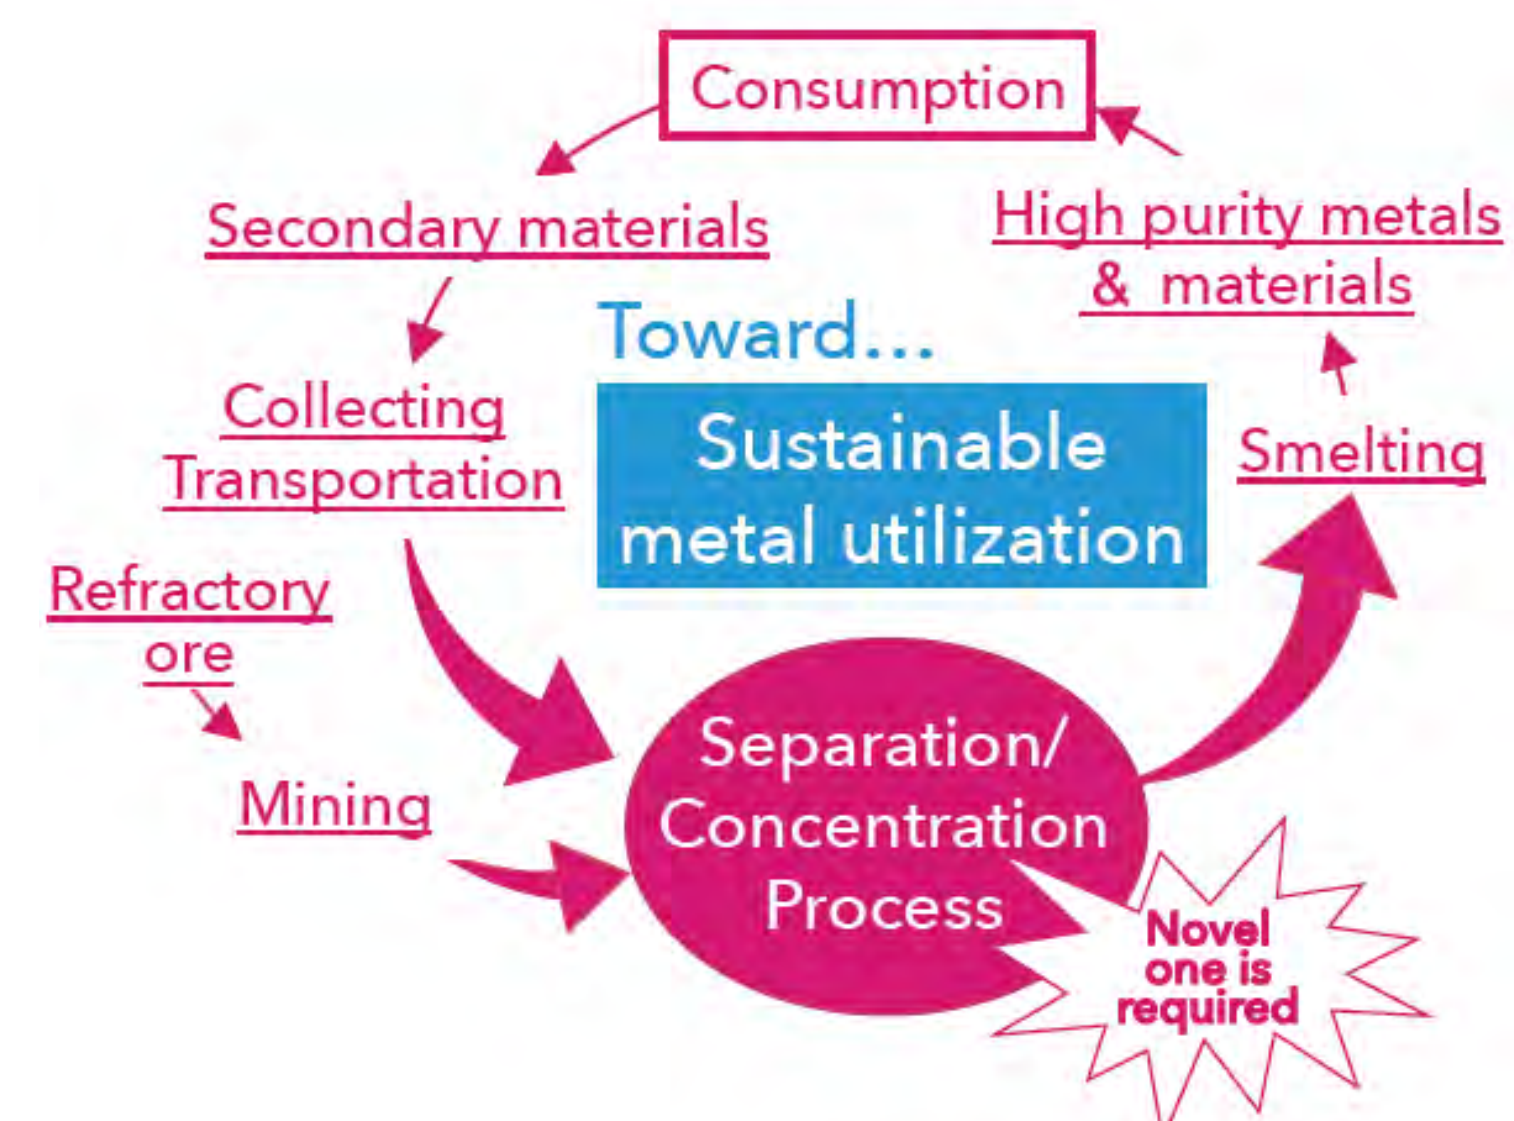 Consumption
Secondary materials
High purity metals
& materials
Toward...
Collecting
Transportation
Sustainable
metal utilization
Smelting
Refractory
ore
Mining
Separation/
Concentration
Process
Novel
one is
required